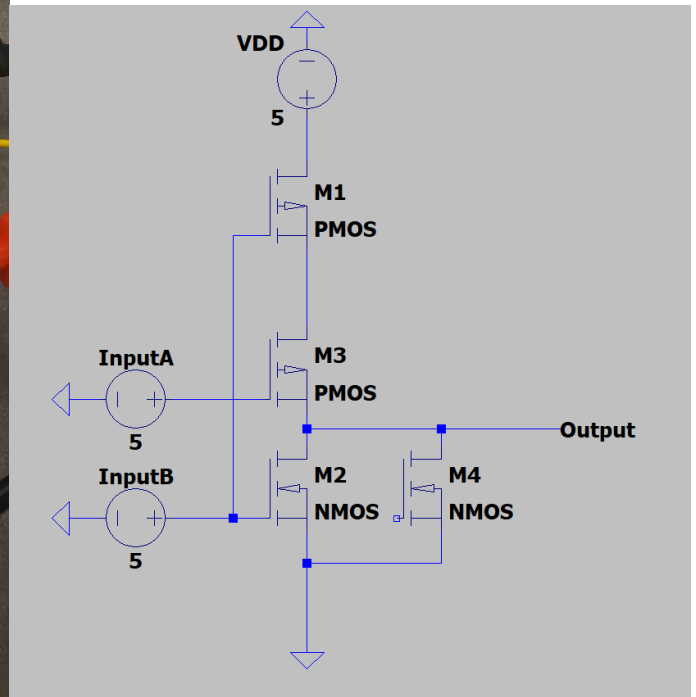 VDD
5
M1
PMOS
InputA
M3
PMOS
5
Output
InputB
M2
M4
NMOS
NMOS
5